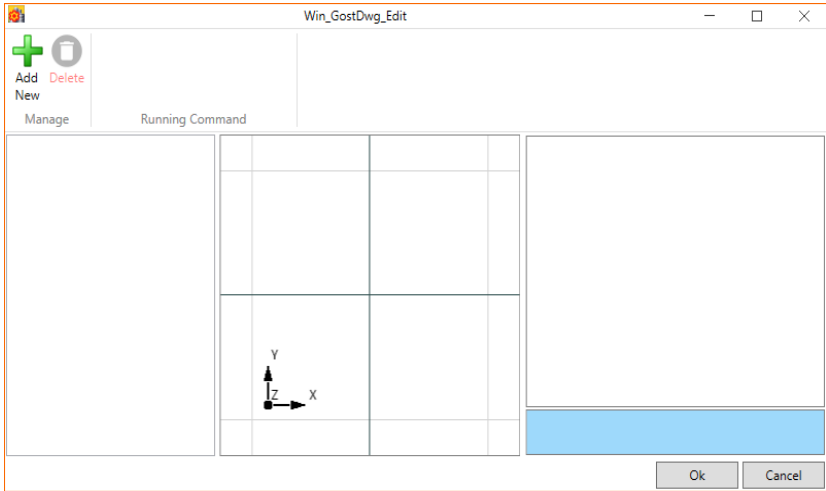 Win_GostDwg_Edit
Add
New
Delete
Manage
Running Command
Y
Z
X
Ok
Cancel